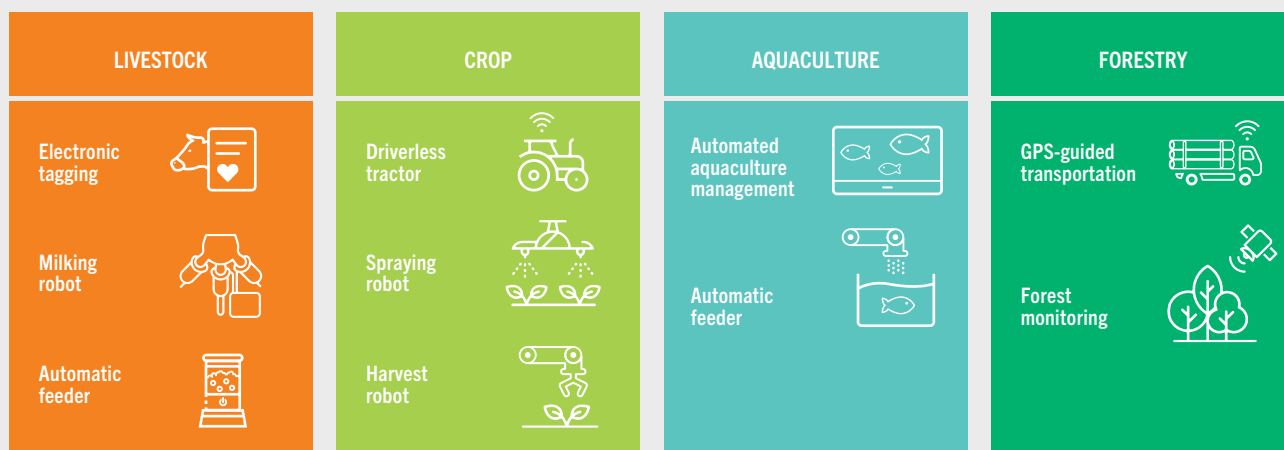 LIVESTOCK
Electronic
tagging
Milking
robot
Automatic
feeder
CROP
Driverless
tractor
Spraying
robot
Harvest
robot
AQUACULTURE
Automated
aquaculture
management
Automatic
feeder
FORESTRY
GPS-guided
transportation
Forest
monitoring